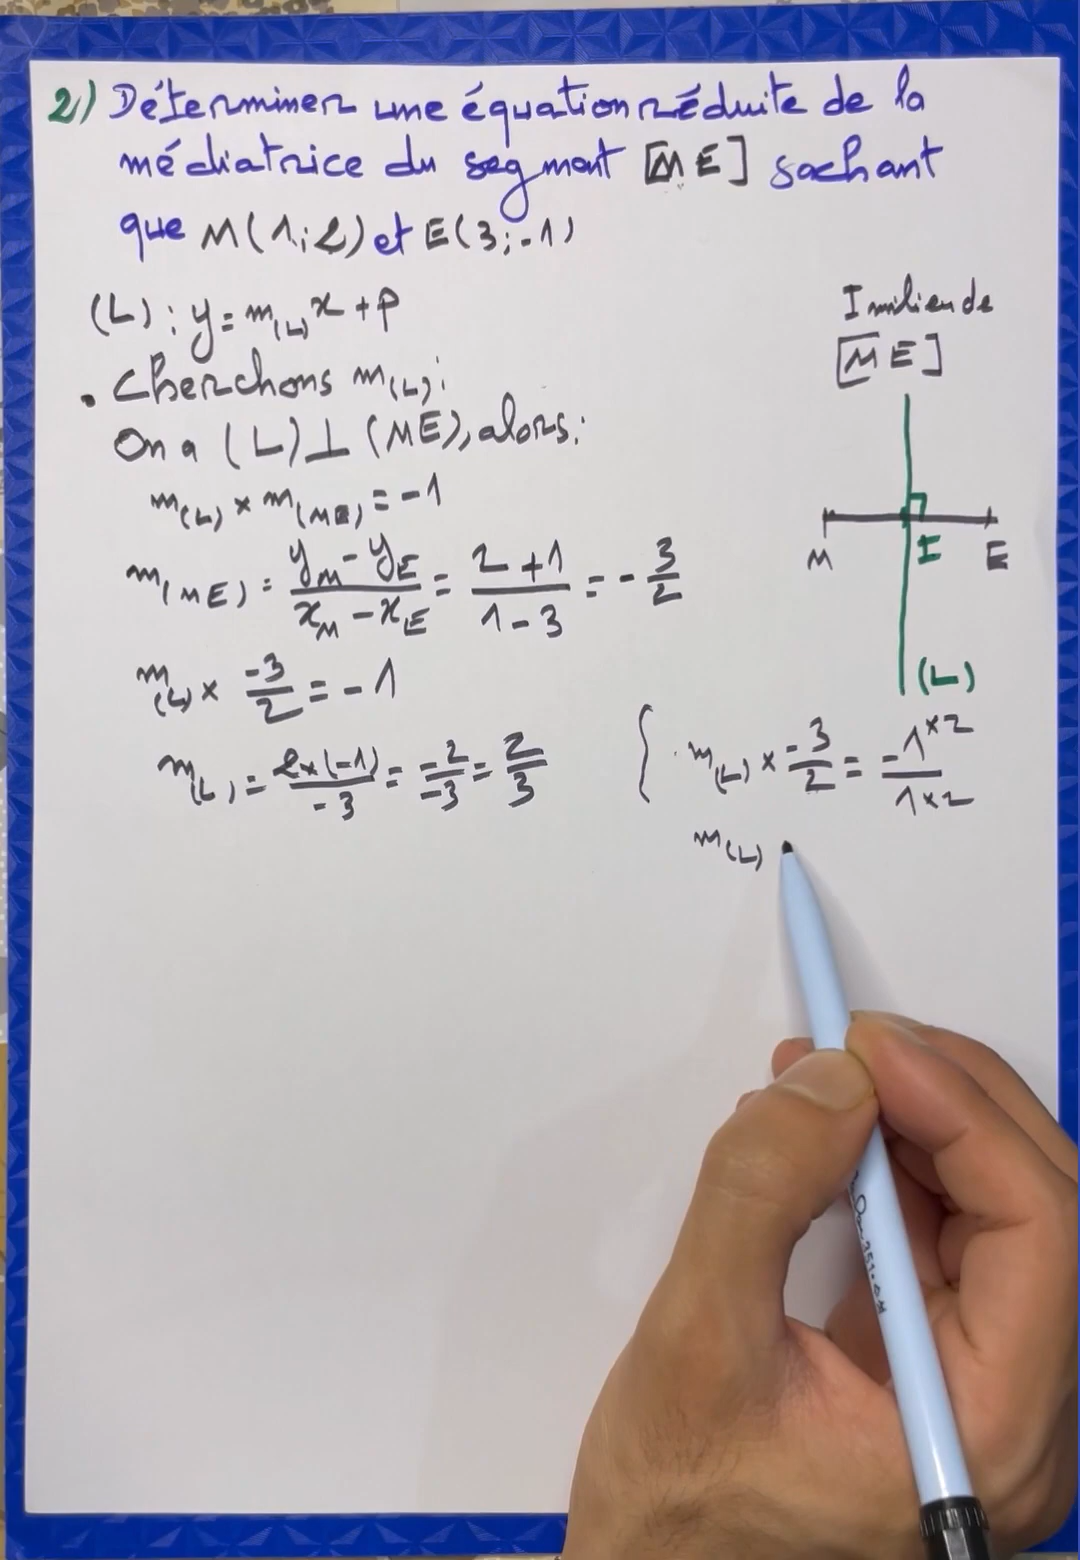 2) Déterminer une équation réduite de la
médiatrice du segment [ME] sachant
que M(1;2) et E(3;-1)
(L): y = m(L) x + p
I milieu de
[ME]
• Cherchons m(L):
On a (L) ⊥ (ME), alors:
m(L) × m(ME) = -1
m(ME) = (yM - yE)/(xM - xE) = (2+1)/(1-3) = -3/2
M I E
(L)
m(L) × -3/2 = -1
m(L) = (2×(-1))/-3 = -2/-3 = 2/3
{ m(L) × -3/2 = (-1×2)/(1×2)
m(L)